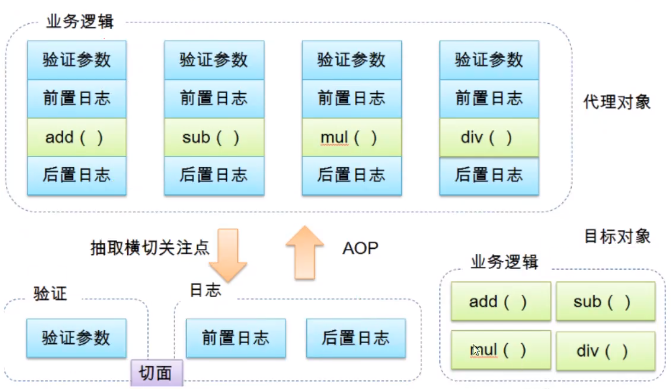 业务逻辑
验证参数 验证参数 验证参数 验证参数
前置日志 前置日志 前置日志 前置日志
代理对象
add（ ） sub（ ） mul（ ） div（ ）
后置日志 后置日志 后置日志 后置日志
抽取横切关注点
AOP
目标对象
业务逻辑
验证
日志
add（ ） sub（ ）
验证参数
前置日志 后置日志
mul（ ） div（ ）
切面